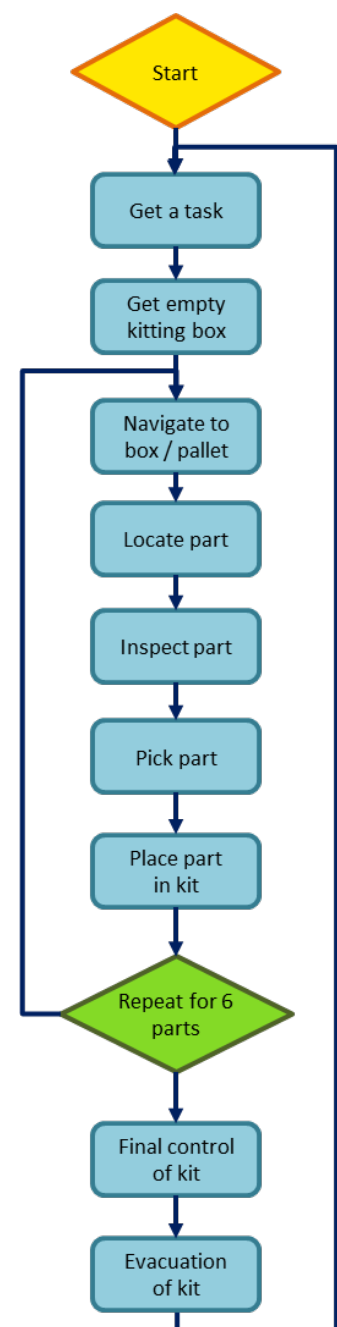 Start
Get a task
Get empty
kitting box
Navigate to
box / pallet
Locate part
Inspect part
Pick part
Place part
in kit
Repeat for 6
parts
Final control
of kit
Evacuation
of kit